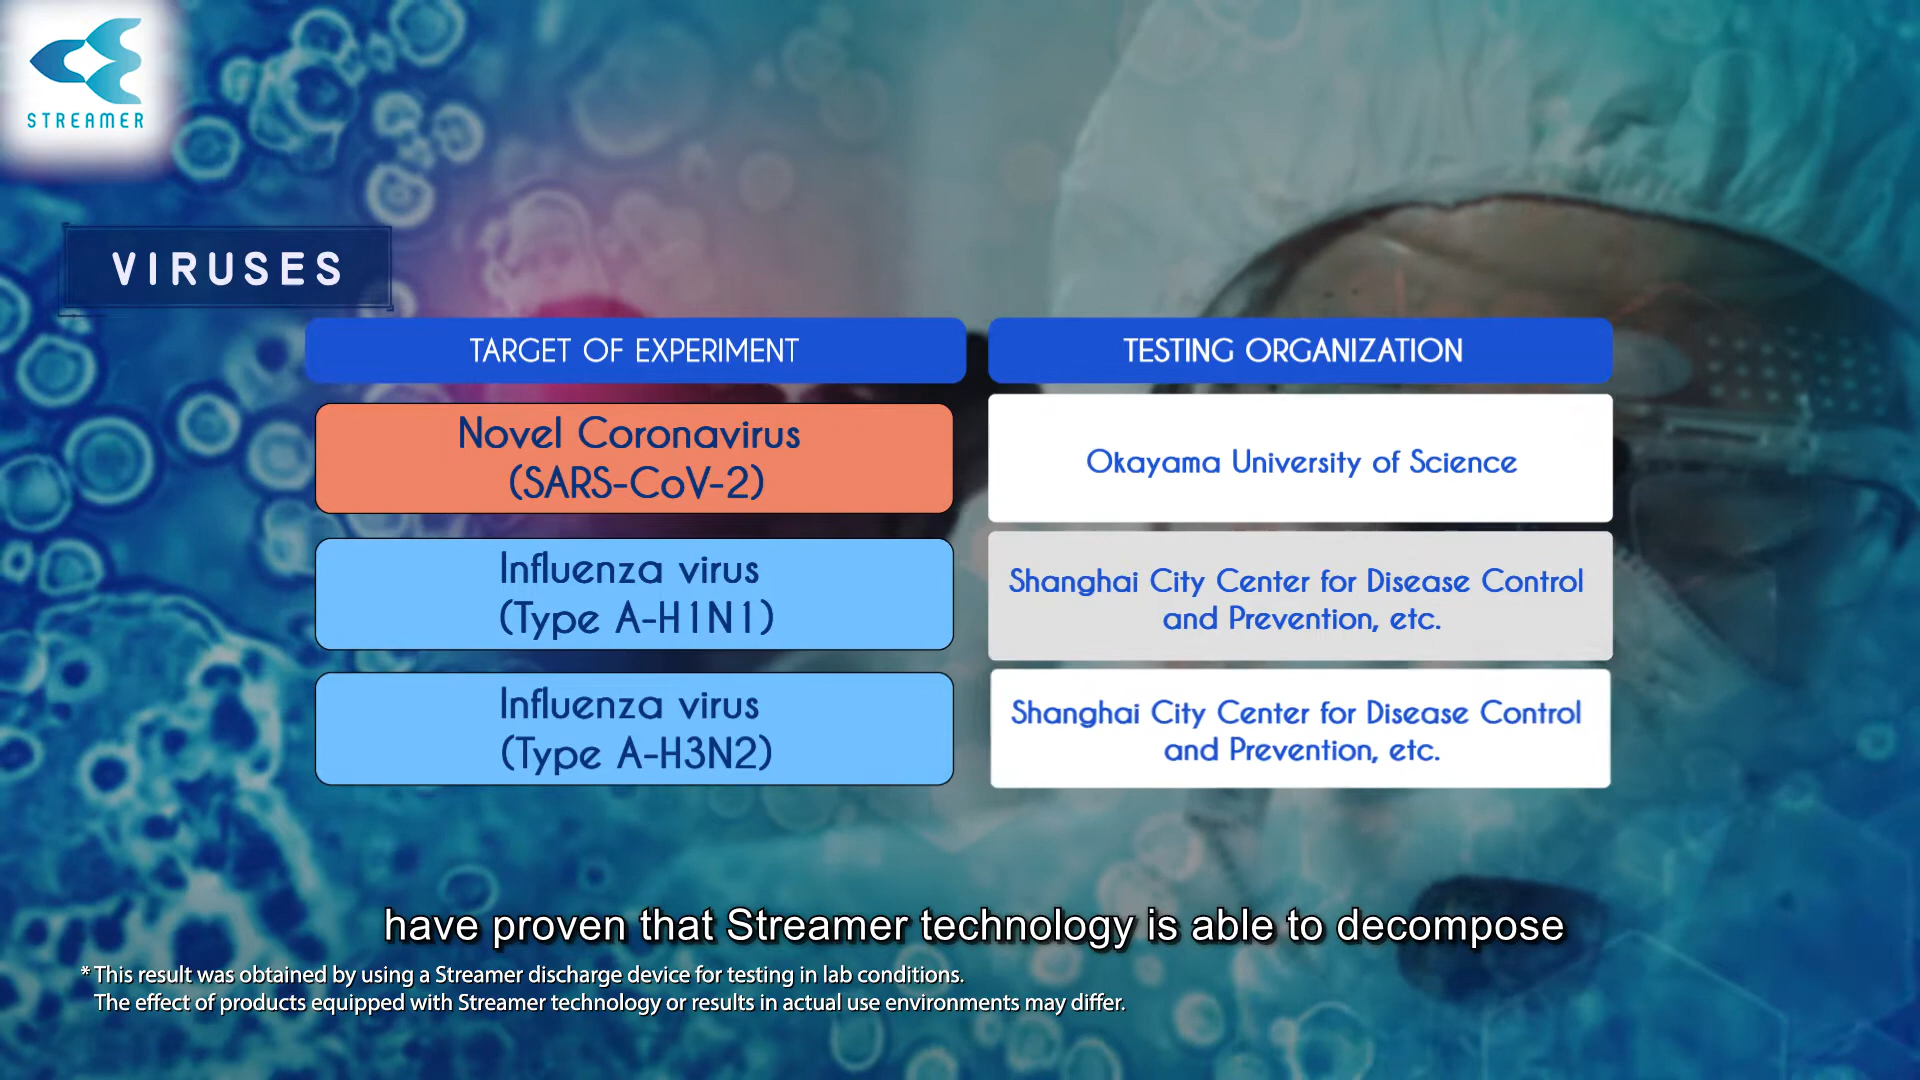 STREAMER
VIRUSES
TARGET OF EXPERIMENT
TESTING ORGANIZATION
Novel Coronavirus
(SARS-CoV-2)
Okayama University of Science
Influenza virus
(Type A-H1N1)
Shanghai City Center for Disease Control
and Prevention, etc.
Influenza virus
(Type A-H3N2)
Shanghai City Center for Disease Control
and Prevention, etc.
have proven that Streamer technology is able to decompose
* This result was obtained by using a Streamer discharge device for testing in lab conditions.
The effect of products equipped with Streamer technology or results in actual use environments may differ.